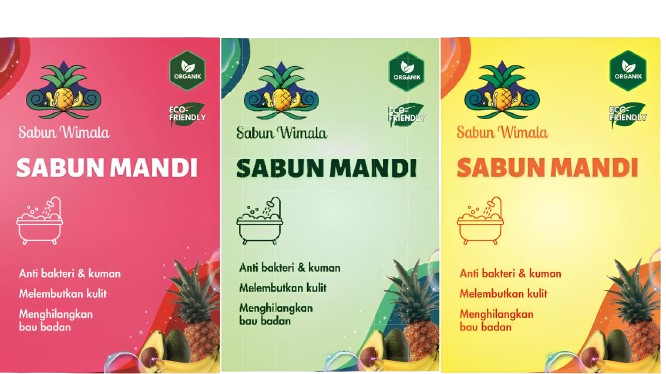 ORGANIK
ECO-
FRIENDLY
Sabun Wimala
SABUN MANDI
Anti bakteri & kuman
Melembutkan kulit
Menghilangkan
bau badan
ORGANIK
ECO-
FRIENDLY
Sabun Wimala
SABUN MANDI
Anti bakteri & kuman
Melembutkan kulit
Menghilangkan
bau badan
ORGANIK
ECO-
FRIENDLY
Sabun Wimala
SABUN MANDI
Anti bakteri & kuman
Melembutkan kulit
Menghilangkan
bau badan